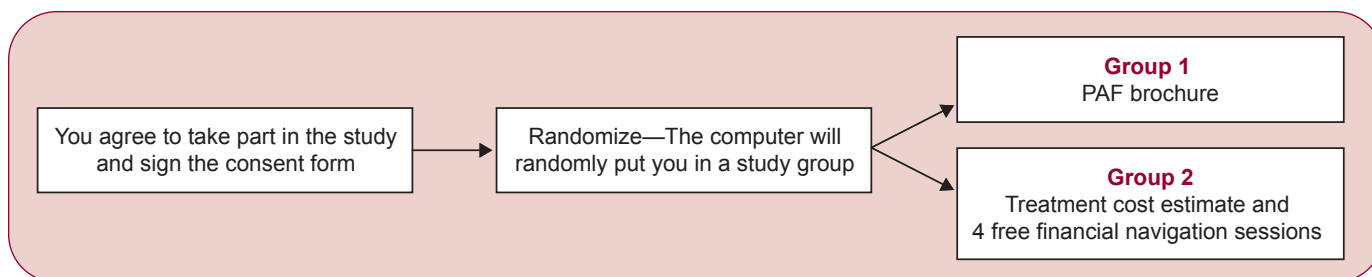 You agree to take part in the study
and sign the consent form
Randomize—The computer will
randomly put you in a study group
Group 1
PAF brochure
Group 2
Treatment cost estimate and
4 free financial navigation sessions